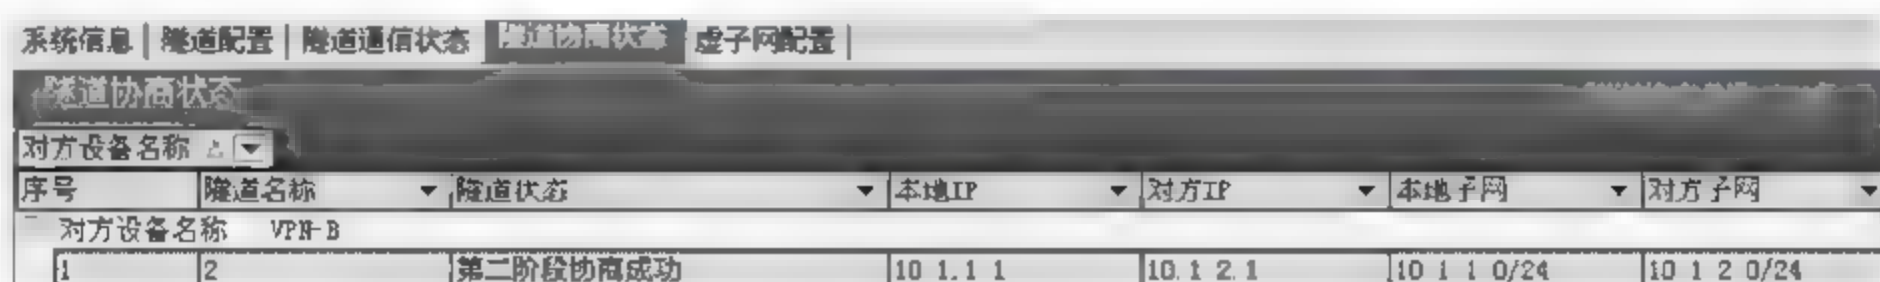 系统信息 | 隧道配置 | 隧道通信状态 隧道协商状态 虚子网配置 |
隧道协商状态
对方设备名称
序号 隧道名称 隧道状态 本地IP 对方IP 本地子网 对方子网
对方设备名称 VPN-B
1 2 第二阶段协商成功 10 1.1 1 10.1 2.1 10 1 1 0/24 10 1 2 0/24